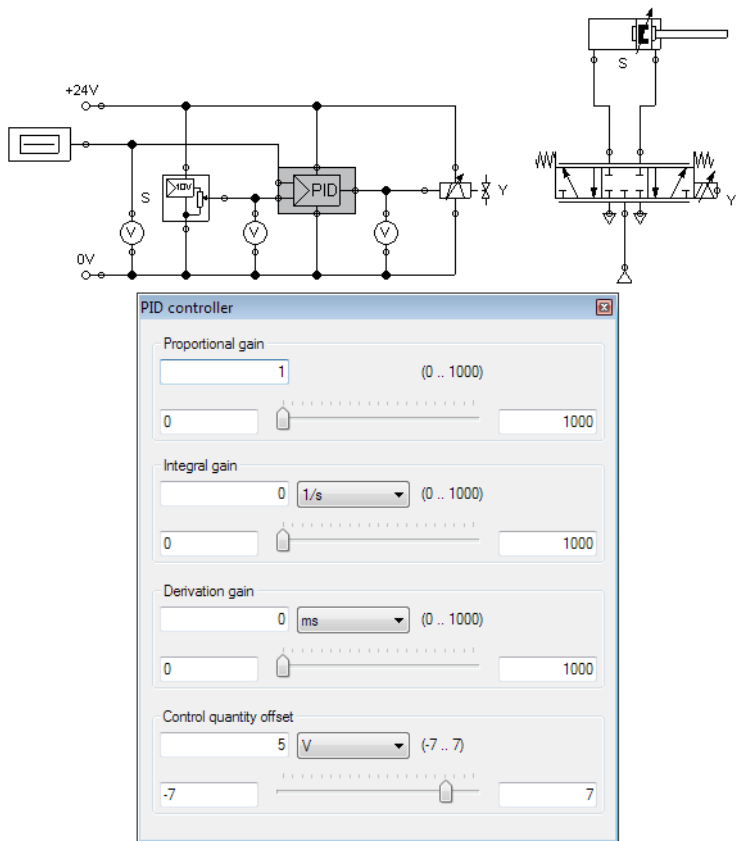 +24V
S
10V
PID
Y
S
Y
V
V
V
0V
PID controller
Proportional gain
1
(0 .. 1000)
0
1000
Integral gain
0 1/s (0 .. 1000)
0
1000
Derivation gain
0 ms (0 .. 1000)
0
1000
Control quantity offset
5 V (-7 .. 7)
-7
7